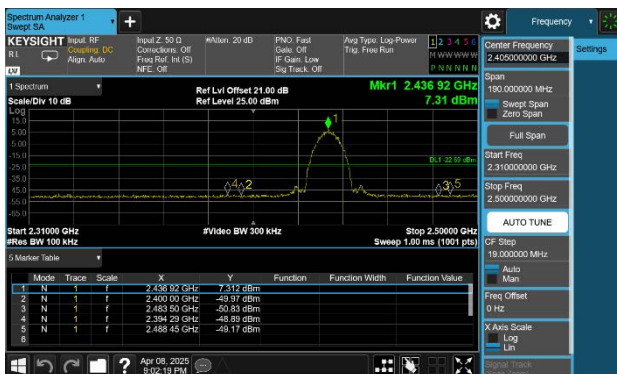 Spectrum Analyzer 1
Swept SA
+
Frequency
KEYSIGHT
Input: RF
Coupling: DC
Align: Auto
Input Z: 50 Ω
Corrections: Off
Freq Ref: Int (S)
NFE: Off
#Atten: 20 dB
PNO: Fast
Gate: Off
IF Gain: Low
Sig Track: Off
Avg Type: Log-Power
Trig: Free Run
1 2 3 4 5 6
M W W W W W
P N N N N N
Center Frequency
2.405000000 GHz
Settings
Span
190.000000 MHz
Swept Span
Zero Span
Full Span
Start Freq
2.310000000 GHz
Stop Freq
2.500000000 GHz
AUTO TUNE
CF Step
19.000000 MHz
Auto
Man
Freq Offset
0 Hz
X Axis Scale
Log
Lin
Signal Track
1 Spectrum
Scale/Div 10 dB
Ref Lvl Offset 21.00 dB
Ref Level 25.00 dBm
Mkr1 2.436 92 GHz
7.31 dBm
Log
15.0
5.00
-5.00
-15.0
-25.0
-35.0
-45.0
-55.0
-65.0
DL1 -22.69 dBm
1
4 2
3 5
Start 2.31000 GHz
#Res BW 100 kHz
#Video BW 300 kHz
Stop 2.50000 GHz
Sweep 1.00 ms (1001 pts)
5 Marker Table
Mode Trace Scale X Y Function Function Width Function Value
1 N 1 f 2.436 92 GHz 7.312 dBm
2 N 1 f 2.400 00 GHz -49.97 dBm
3 N 1 f 2.483 50 GHz -50.83 dBm
4 N 1 f 2.394 29 GHz -48.89 dBm
5 N 1 f 2.488 45 GHz -49.17 dBm
6
?
Apr 08, 2025
9:02:19 PM